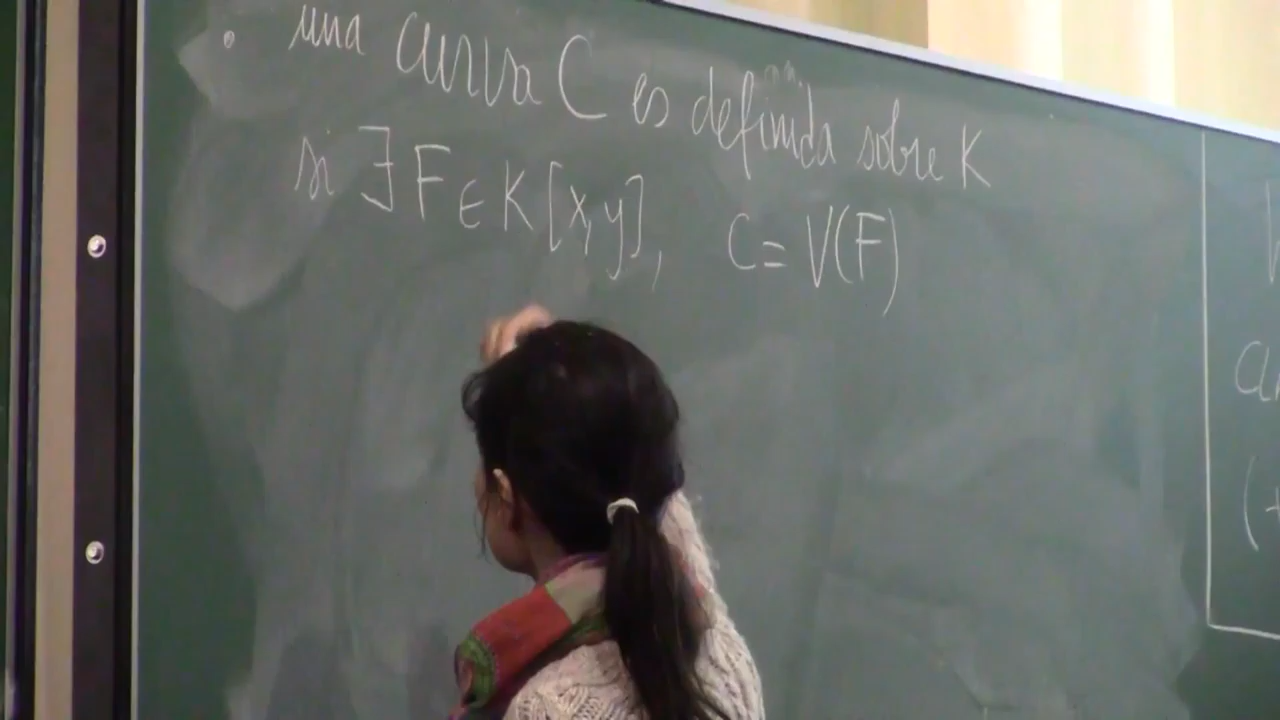 • una curva C es definida sobre K
si ∃ F ∈ K[x,y], C = V(F)